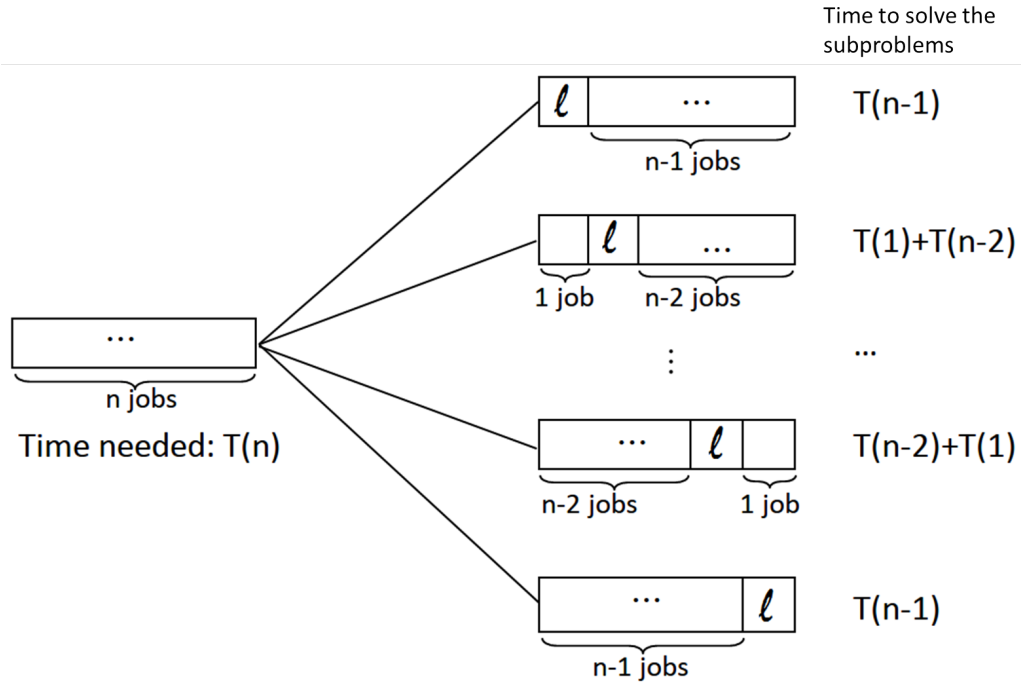 Time to solve the
subproblems
ℓ ...
T(n-1)
n-1 jobs
ℓ ...
T(1)+T(n-2)
1 job
n-2 jobs
...
n jobs
Time needed: T(n)
⋮
...
... ℓ
T(n-2)+T(1)
n-2 jobs
1 job
... ℓ
T(n-1)
n-1 jobs